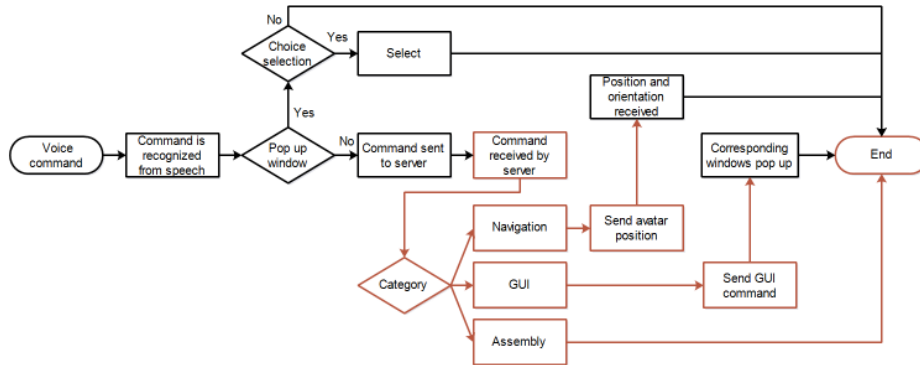 No
Yes
Choice
selection
Select
Position and
orientation
received
Yes
Voice
command
Command is
recognized
from speech
Pop up
window
No
Command sent
to server
Command
received by
server
Corresponding
windows pop up
End
Navigation
Send avatar
position
Category
GUI
Send GUI
command
Assembly